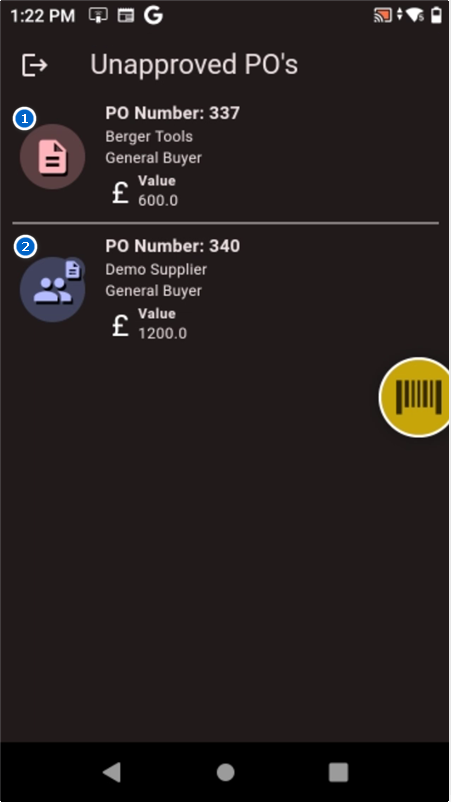 1:22 PM
Unapproved PO's
1
PO Number: 337
Berger Tools
General Buyer
£
Value
600.0
2
PO Number: 340
Demo Supplier
General Buyer
£
Value
1200.0